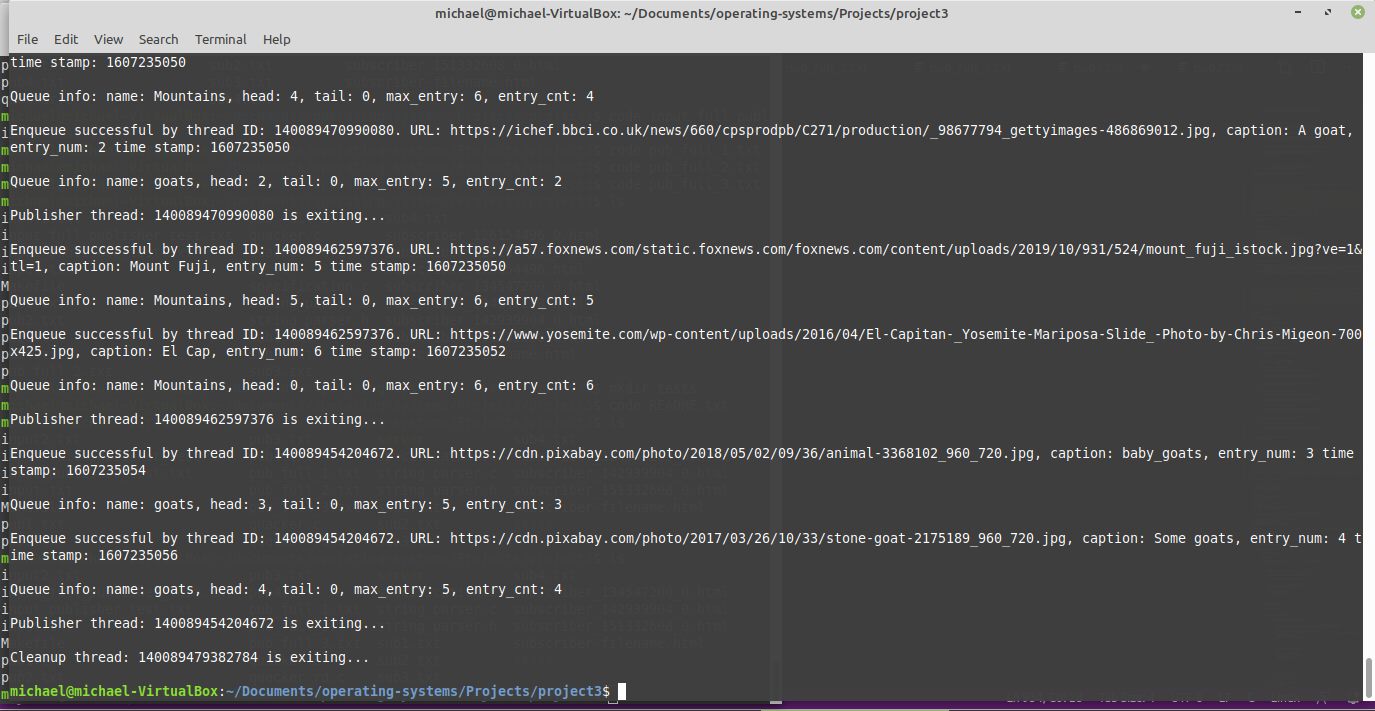 michael@michael-VirtualBox: ~/Documents/operating-systems/Projects/project3
File Edit View Search Terminal Help
time stamp: 1607235050
Queue info: name: Mountains, head: 4, tail: 0, max_entry: 6, entry_cnt: 4
Enqueue successful by thread ID: 140089470990080. URL: https://ichef.bbci.co.uk/news/660/cpsprodpb/C271/production/_98677794_gettyimages-486869012.jpg, caption: A goat,
entry_num: 2 time stamp: 1607235050
Queue info: name: goats, head: 2, tail: 0, max_entry: 5, entry_cnt: 2
Publisher thread: 140089470990080 is exiting...
Enqueue successful by thread ID: 140089462597376. URL: https://a57.foxnews.com/static.foxnews.com/foxnews.com/content/uploads/2019/10/931/524/mount_fuji_istock.jpg?ve=1&
tl=1, caption: Mount Fuji, entry_num: 5 time stamp: 1607235050
Queue info: name: Mountains, head: 5, tail: 0, max_entry: 6, entry_cnt: 5
Enqueue successful by thread ID: 140089462597376. URL: https://www.yosemite.com/wp-content/uploads/2016/04/El-Capitan-_Yosemite-Mariposa-Slide_-Photo-by-Chris-Migeon-700
x425.jpg, caption: El Cap, entry_num: 6 time stamp: 1607235052
Queue info: name: Mountains, head: 0, tail: 0, max_entry: 6, entry_cnt: 6
Publisher thread: 140089462597376 is exiting...
Enqueue successful by thread ID: 140089454204672. URL: https://cdn.pixabay.com/photo/2018/05/02/09/36/animal-3368102_960_720.jpg, caption: baby_goats, entry_num: 3 time
stamp: 1607235054
Queue info: name: goats, head: 3, tail: 0, max_entry: 5, entry_cnt: 3
Enqueue successful by thread ID: 140089454204672. URL: https://cdn.pixabay.com/photo/2017/03/26/10/33/stone-goat-2175189_960_720.jpg, caption: Some goats, entry_num: 4 t
ime stamp: 1607235056
Queue info: name: goats, head: 4, tail: 0, max_entry: 5, entry_cnt: 4
Publisher thread: 140089454204672 is exiting...
Cleanup thread: 140089479382784 is exiting...
michael@michael-VirtualBox:~/Documents/operating-systems/Projects/project3$